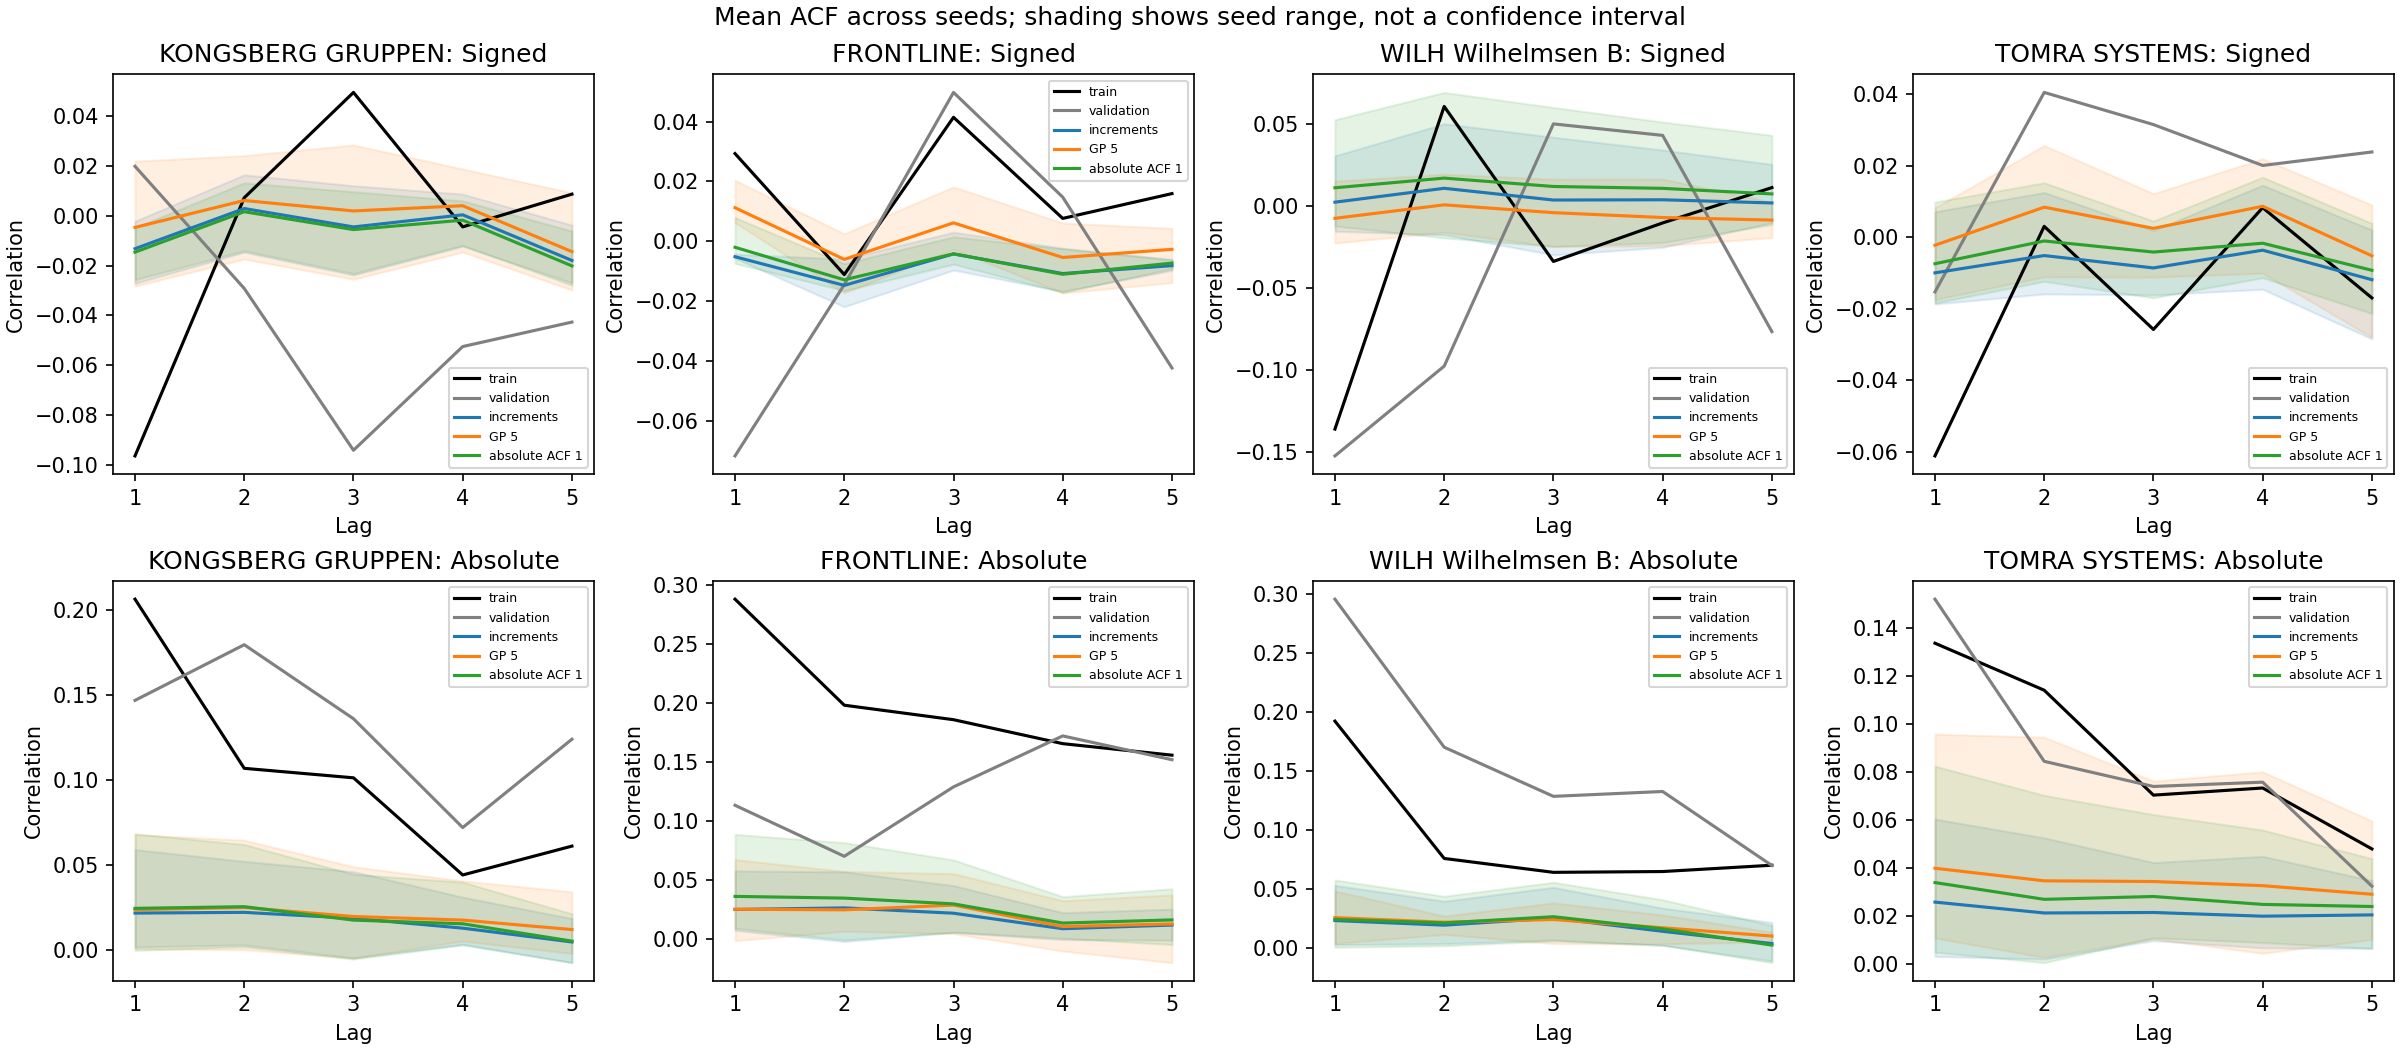 Mean ACF across seeds; shading shows seed range, not a confidence interval
KONGSBERG GRUPPEN: Signed
Correlation
0.04
0.02
0.00
−0.02
−0.04
−0.06
−0.08
−0.10
train
validation
increments
GP 5
absolute ACF 1
1 2 3 4 5
Lag
FRONTLINE: Signed
Correlation
0.04
0.02
0.00
−0.02
−0.04
−0.06
train
validation
increments
GP 5
absolute ACF 1
1 2 3 4 5
Lag
WILH Wilhelmsen B: Signed
Correlation
0.05
0.00
−0.05
−0.10
−0.15
train
validation
increments
GP 5
absolute ACF 1
1 2 3 4 5
Lag
TOMRA SYSTEMS: Signed
Correlation
0.04
0.02
0.00
−0.02
−0.04
−0.06
train
validation
increments
GP 5
absolute ACF 1
1 2 3 4 5
Lag
KONGSBERG GRUPPEN: Absolute
Correlation
0.20
0.15
0.10
0.05
0.00
train
validation
increments
GP 5
absolute ACF 1
1 2 3 4 5
Lag
FRONTLINE: Absolute
Correlation
0.30
0.25
0.20
0.15
0.10
0.05
0.00
train
validation
increments
GP 5
absolute ACF 1
1 2 3 4 5
Lag
WILH Wilhelmsen B: Absolute
Correlation
0.30
0.25
0.20
0.15
0.10
0.05
0.00
train
validation
increments
GP 5
absolute ACF 1
1 2 3 4 5
Lag
TOMRA SYSTEMS: Absolute
Correlation
0.14
0.12
0.10
0.08
0.06
0.04
0.02
0.00
train
validation
increments
GP 5
absolute ACF 1
1 2 3 4 5
Lag